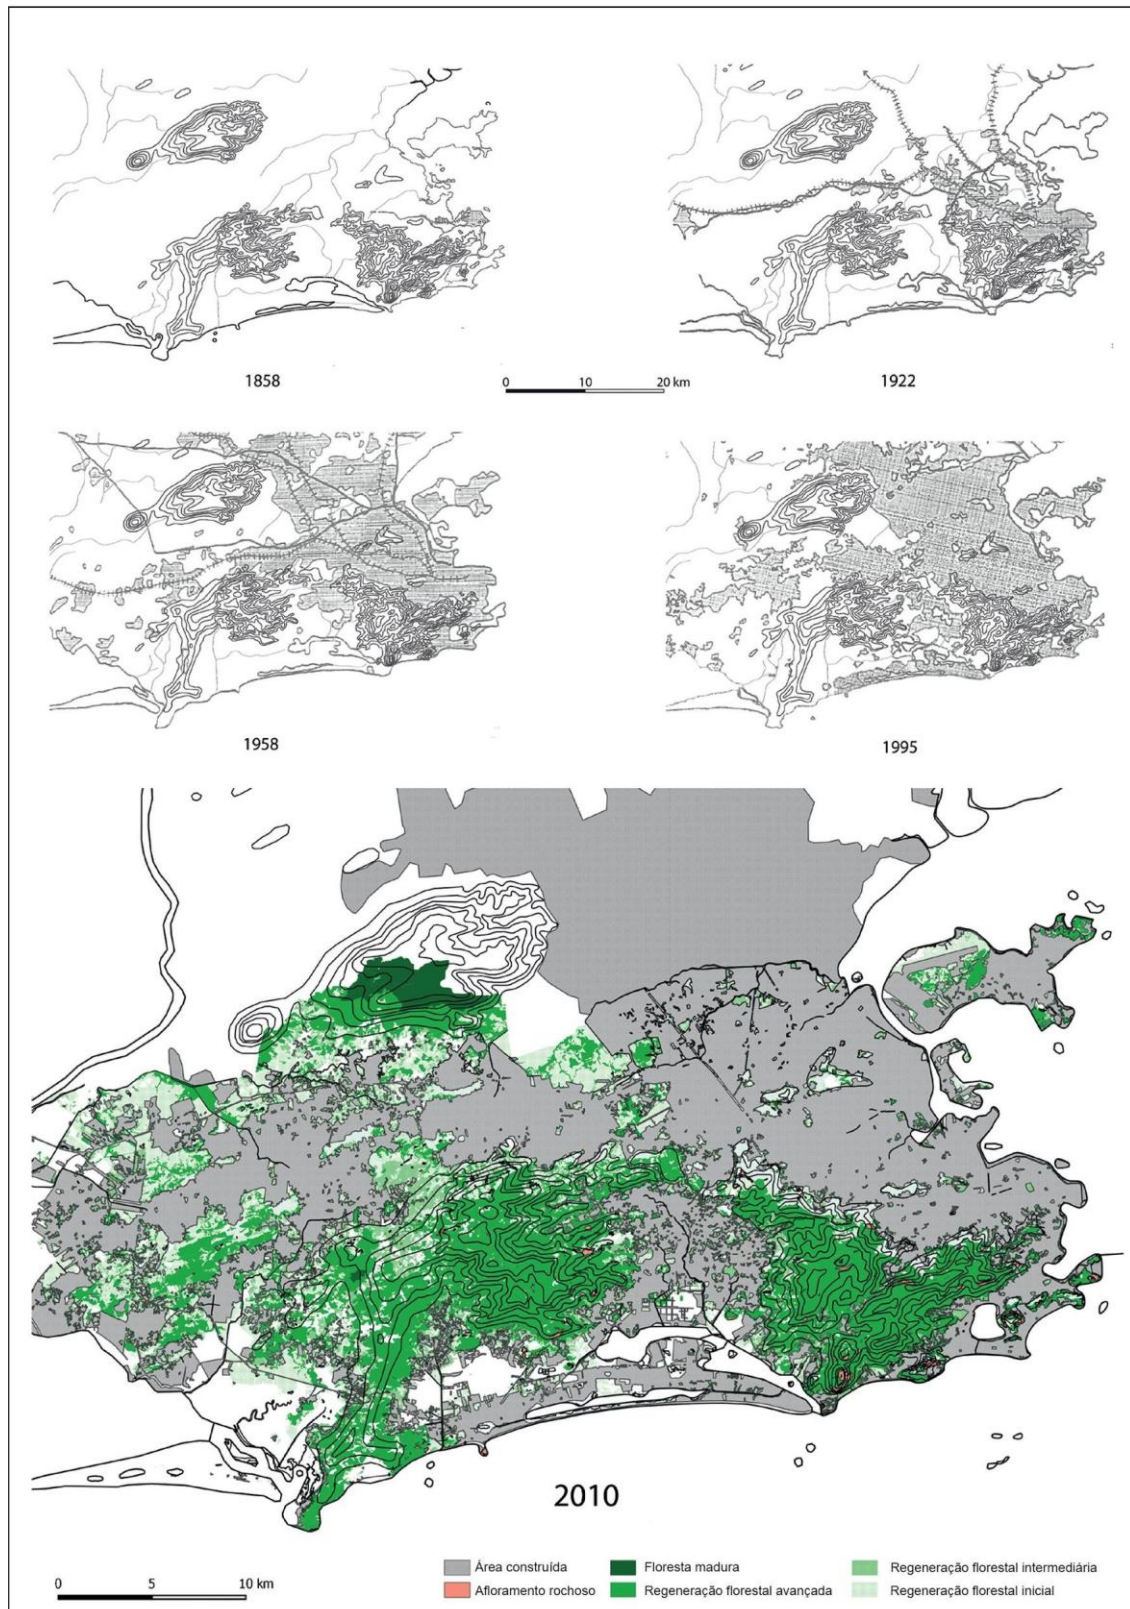 1858
0 10 20 km
1922
1958
1995
2010
0 5 10 km
Área construída
Afloramento rochoso
Floresta madura
Regeneração florestal avançada
Regeneração florestal intermediária
Regeneração florestal inicial